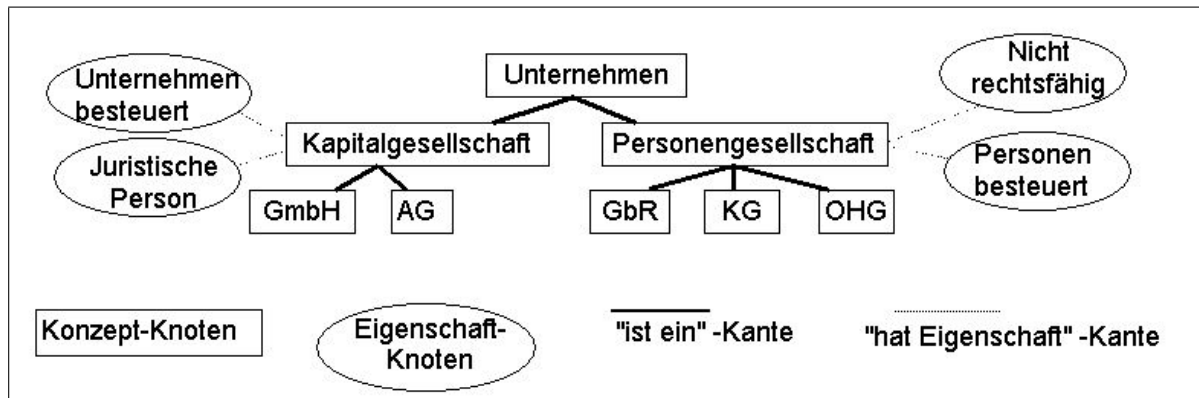 Unternehmen
Unternehmen
besteuert
Nicht
rechtsfähig
Kapitalgesellschaft
Personengesellschaft
Juristische
Person
Personen
besteuert
GmbH
AG
GbR
KG
OHG
Konzept-Knoten
Eigenschaft-
Knoten
"ist ein" -Kante
"hat Eigenschaft" -Kante